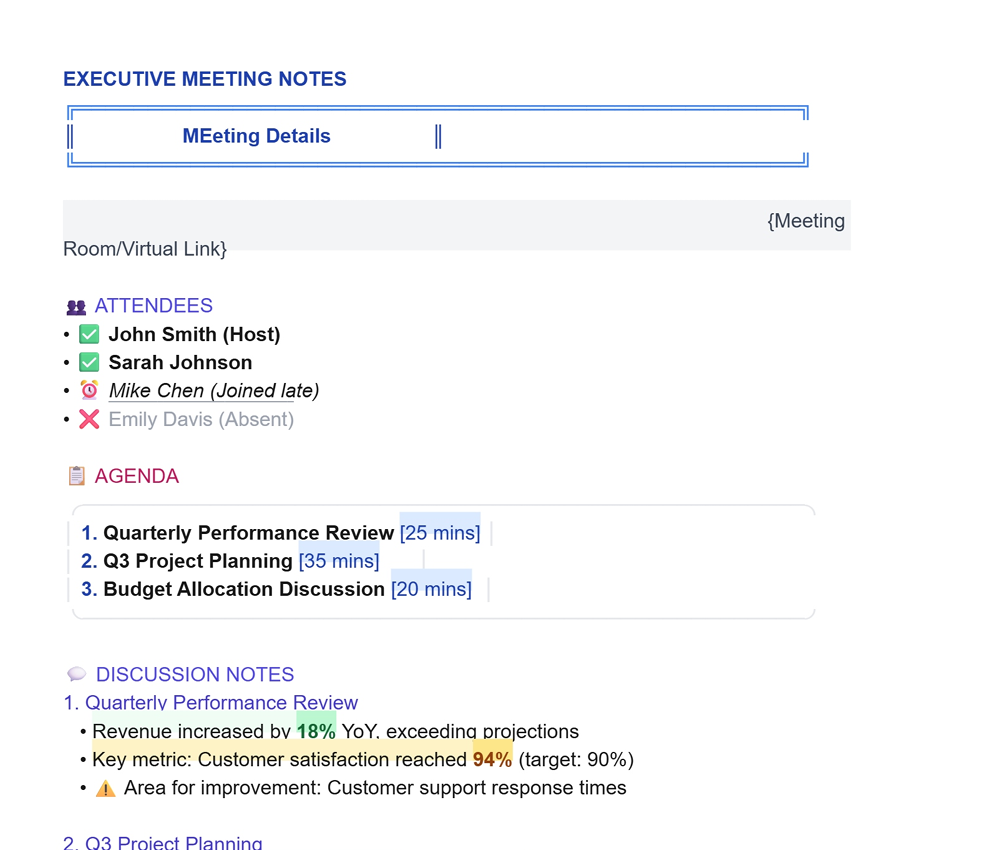 EXECUTIVE MEETING NOTES
MEeting Details
{Meeting
Room/Virtual Link}
👥 ATTENDEES
• ✅ John Smith (Host)
• ✅ Sarah Johnson
• ⏰ Mike Chen (Joined late)
• ❌ Emily Davis (Absent)
📋 AGENDA
1. Quarterly Performance Review [25 mins]
2. Q3 Project Planning [35 mins]
3. Budget Allocation Discussion [20 mins]
💬 DISCUSSION NOTES
1. Quarterly Performance Review
• Revenue increased by 18% YoY, exceeding projections
• Key metric: Customer satisfaction reached 94% (target: 90%)
• ⚠️ Area for improvement: Customer support response times
2. Q3 Project Planning